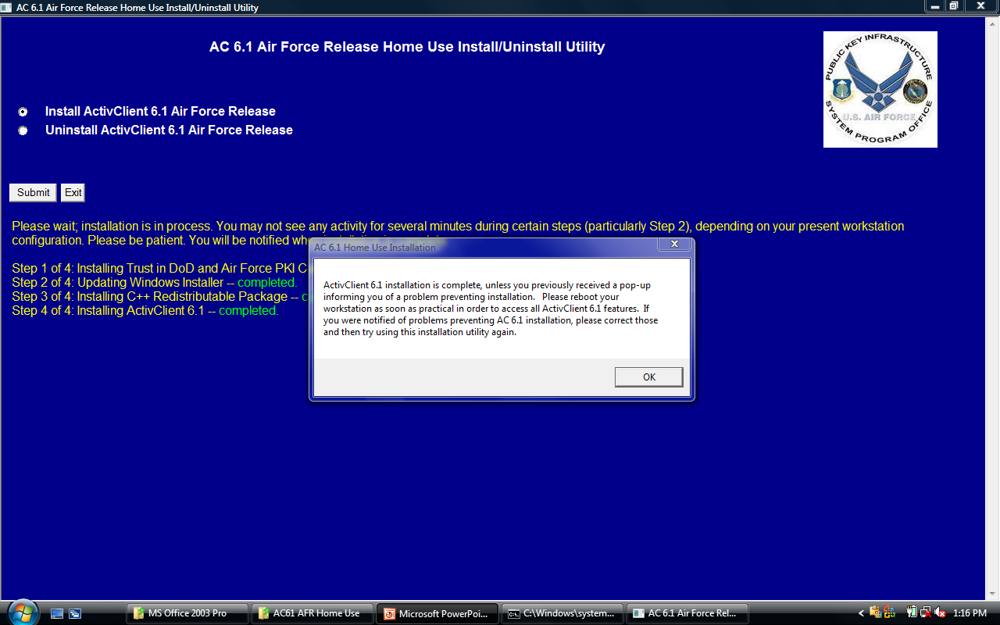 AC 6.1 Air Force Release Home Use Install/Uninstall Utility
AC 6.1 Air Force Release Home Use Install/Uninstall Utility
PUBLIC KEY INFRASTRUCTURE
U.S. AIR FORCE
SYSTEM PROGRAM OFFICE
Install ActivClient 6.1 Air Force Release
Uninstall ActivClient 6.1 Air Force Release
Submit Exit
Please wait; installation is in process. You may not see any activity for several minutes during certain steps (particularly Step 2), depending on your present workstation
configuration. Please be patient. You will be notified
Step 1 of 4: Installing Trust in DoD and Air Force PKI
Step 2 of 4: Updating Windows Installer -- completed.
Step 3 of 4: Installing C++ Redistributable Package --
Step 4 of 4: Installing ActivClient 6.1 -- completed.
AC 6.1 Home Use Installation
ActivClient 6.1 installation is complete, unless you previously received a pop-up
informing you of a problem preventing installation. Please reboot your
workstation as soon as practical in order to access all ActivClient 6.1 features. If
you were notified of problems preventing AC 6.1 installation, please correct those
and then try using this installation utility again.
OK
MS Office 2003 Pro
AC61 AFR Home Use
Microsoft PowerPoi...
C:\Windows\system...
AC 6.1 Air Force Rel...
1:16 PM